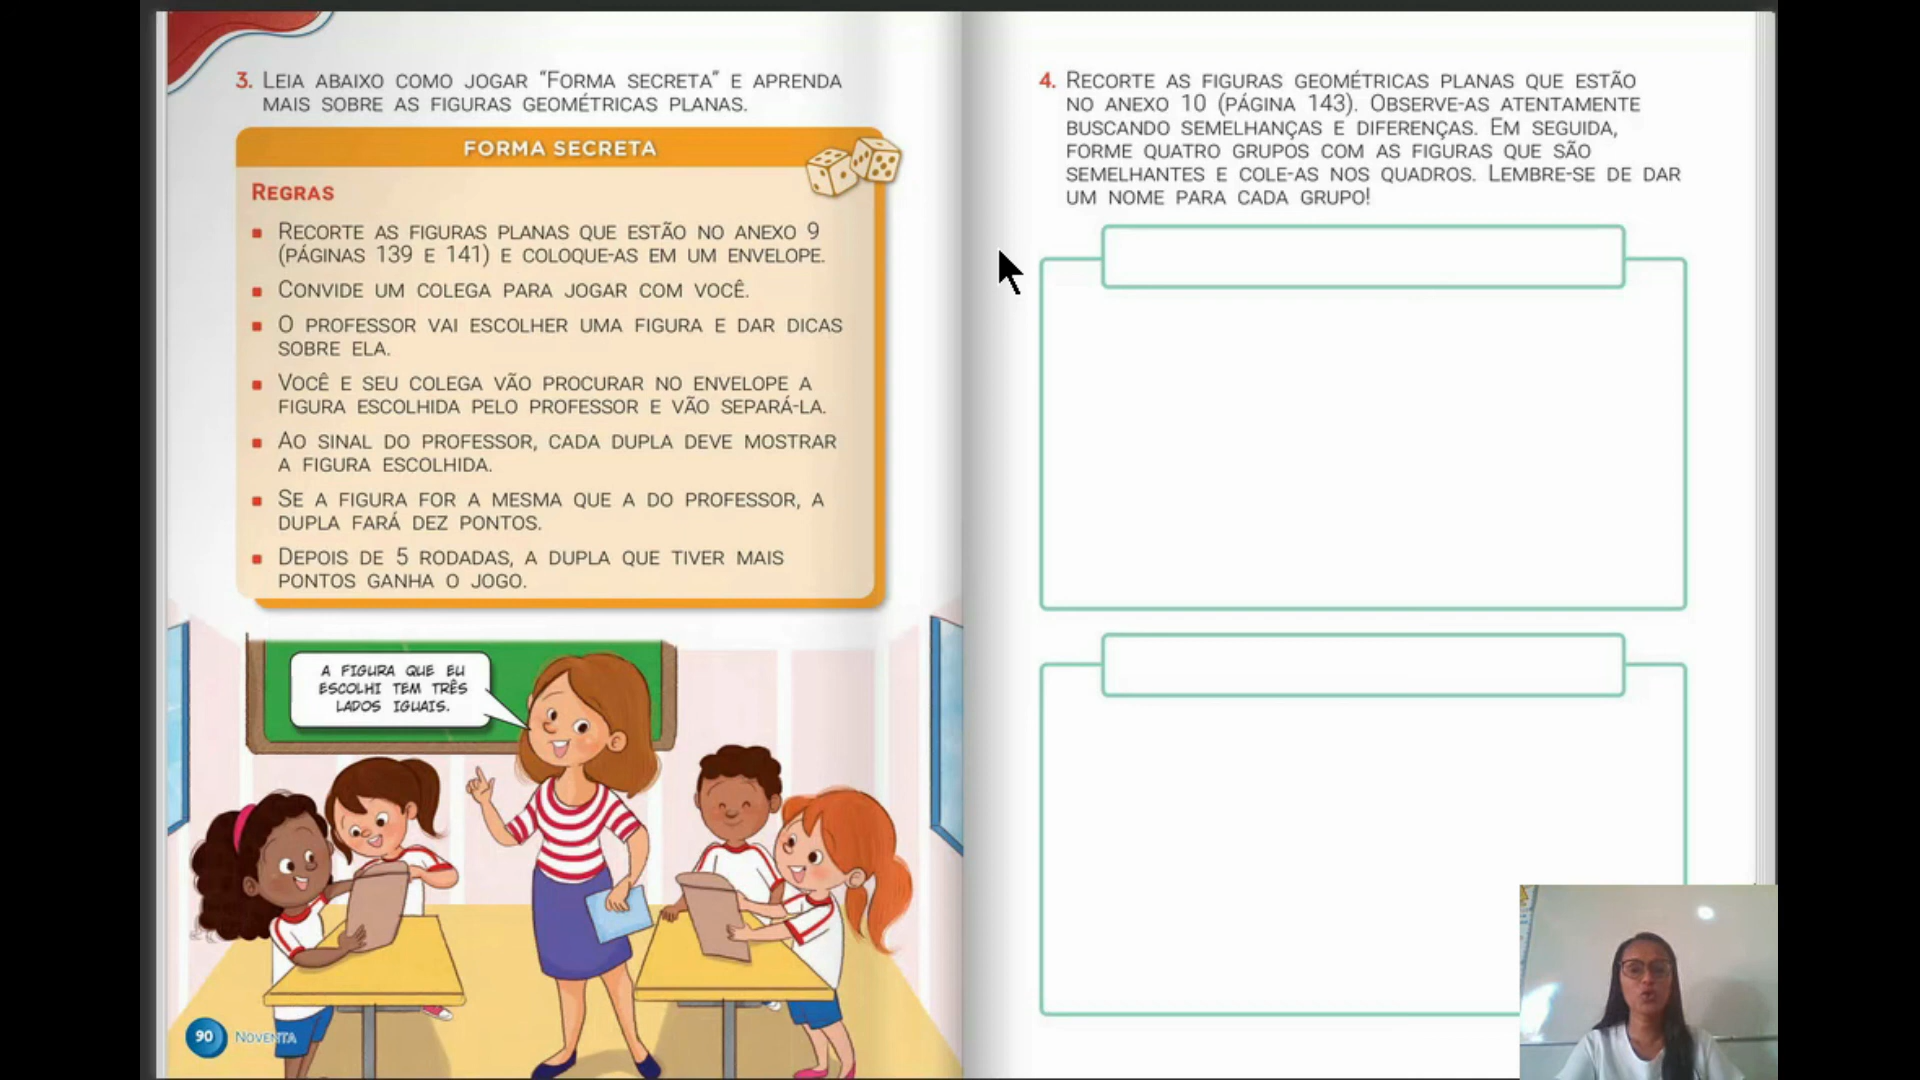 3. LEIA ABAIXO COMO JOGAR “FORMA SECRETA” E APRENDA
MAIS SOBRE AS FIGURAS GEOMÉTRICAS PLANAS.
FORMA SECRETA
REGRAS
▪ RECORTE AS FIGURAS PLANAS QUE ESTÃO NO ANEXO 9
(PÁGINAS 139 E 141) E COLOQUE-AS EM UM ENVELOPE.
▪ CONVIDE UM COLEGA PARA JOGAR COM VOCÊ.
▪ O PROFESSOR VAI ESCOLHER UMA FIGURA E DAR DICAS
SOBRE ELA.
▪ VOCÊ E SEU COLEGA VÃO PROCURAR NO ENVELOPE A
FIGURA ESCOLHIDA PELO PROFESSOR E VÃO SEPARÁ-LA.
▪ AO SINAL DO PROFESSOR, CADA DUPLA DEVE MOSTRAR
A FIGURA ESCOLHIDA.
▪ SE A FIGURA FOR A MESMA QUE A DO PROFESSOR, A
DUPLA FARÁ DEZ PONTOS.
▪ DEPOIS DE 5 RODADAS, A DUPLA QUE TIVER MAIS
PONTOS GANHA O JOGO.
A FIGURA QUE EU
ESCOLHI TEM TRÊS
LADOS IGUAIS.
90 NOVENTA
4. RECORTE AS FIGURAS GEOMÉTRICAS PLANAS QUE ESTÃO
NO ANEXO 10 (PÁGINA 143). OBSERVE-AS ATENTAMENTE
BUSCANDO SEMELHANÇAS E DIFERENÇAS. EM SEGUIDA,
FORME QUATRO GRUPOS COM AS FIGURAS QUE SÃO
SEMELHANTES E COLE-AS NOS QUADROS. LEMBRE-SE DE DAR
UM NOME PARA CADA GRUPO!